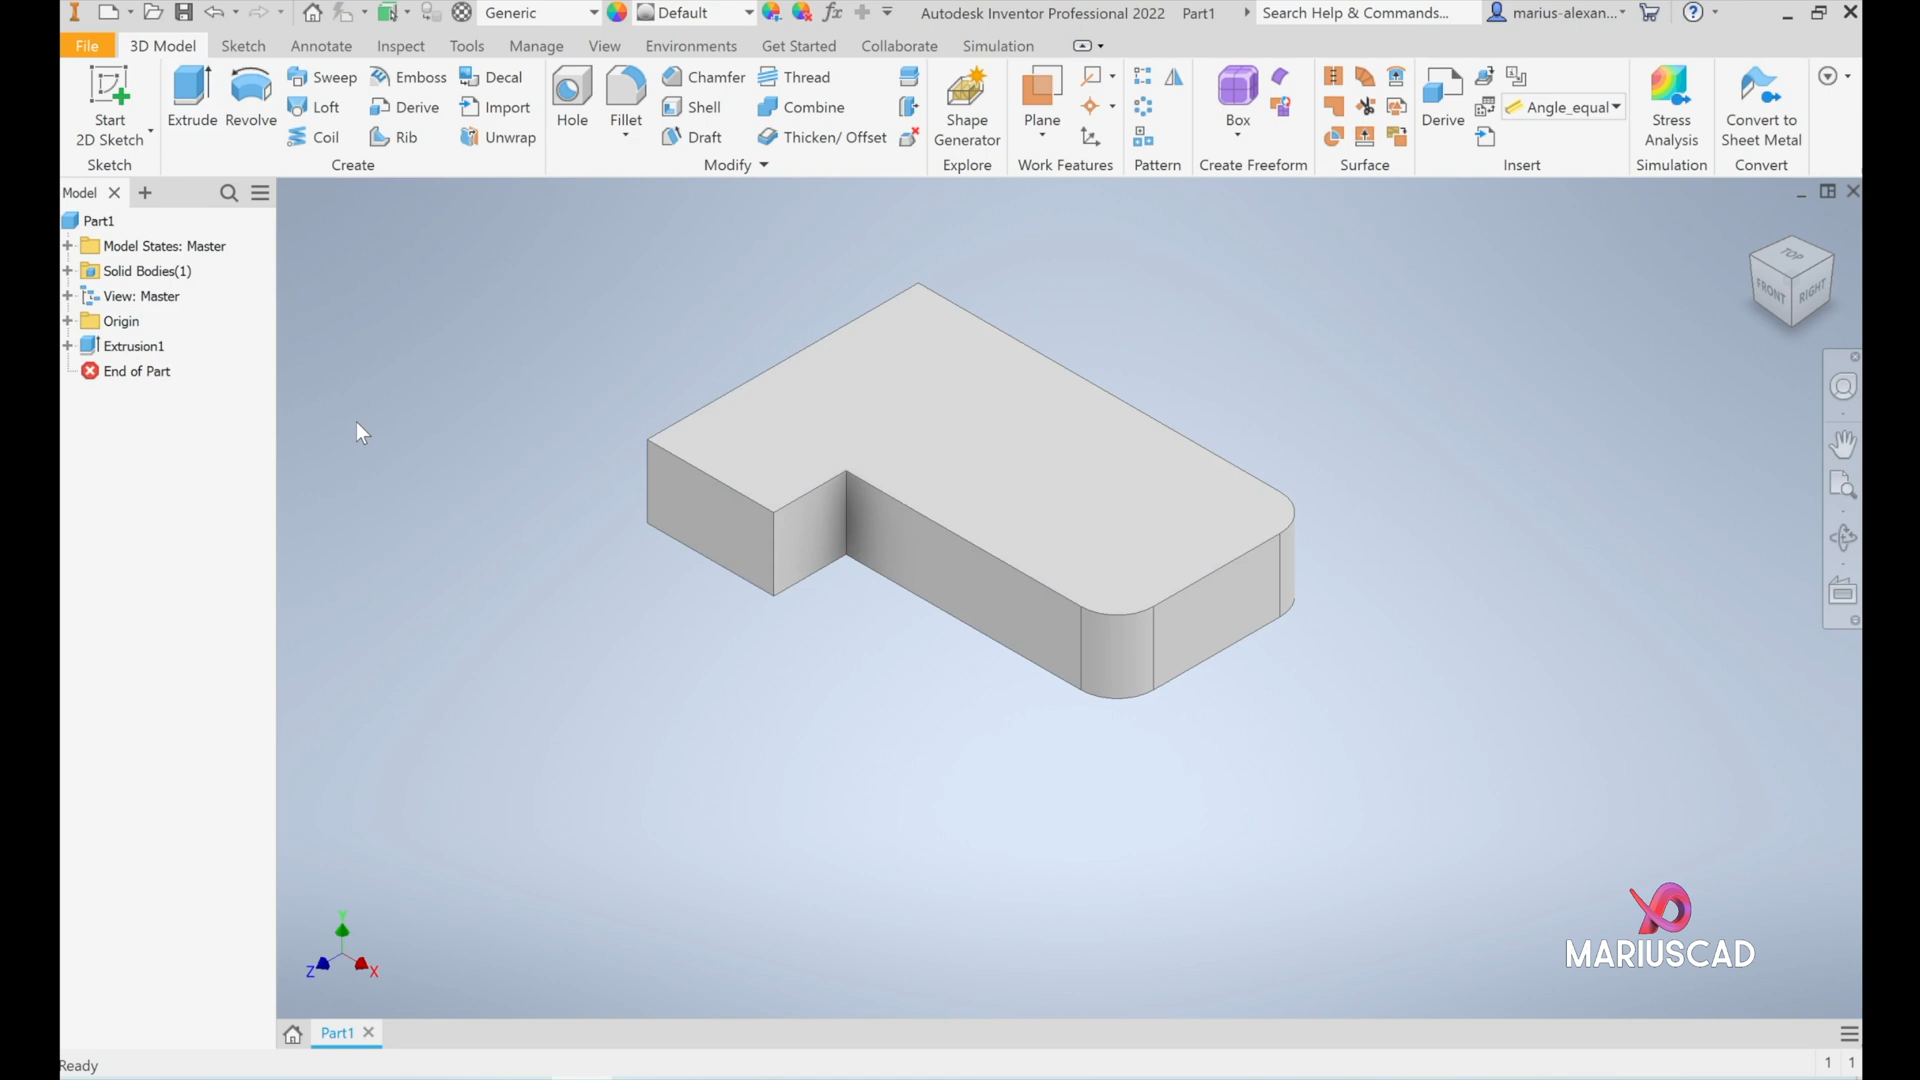 Generic
Default
Autodesk Inventor Professional 2022 Part1
Search Help & Commands...
marius-alexan...
File 3D Model Sketch Annotate Inspect Tools Manage View Environments Get Started Collaborate Simulation
Start
2D Sketch
Sketch
Extrude
Revolve
Sweep
Loft
Coil
Emboss
Derive
Rib
Decal
Import
Unwrap
Create
Hole
Fillet
Chamfer
Shell
Draft
Thread
Combine
Thicken/ Offset
Modify
Shape
Generator
Explore
Plane
Work Features
Pattern
Box
Create Freeform
Surface
Derive
Angle_equal
Insert
Stress
Analysis
Simulation
Convert to
Sheet Metal
Convert
Model
Part1
Model States: Master
Solid Bodies(1)
View: Master
Origin
Extrusion1
End of Part
TOP
FRONT
RIGHT
Y
Z
X
MARIUSCAD
Part1
Ready
1 1